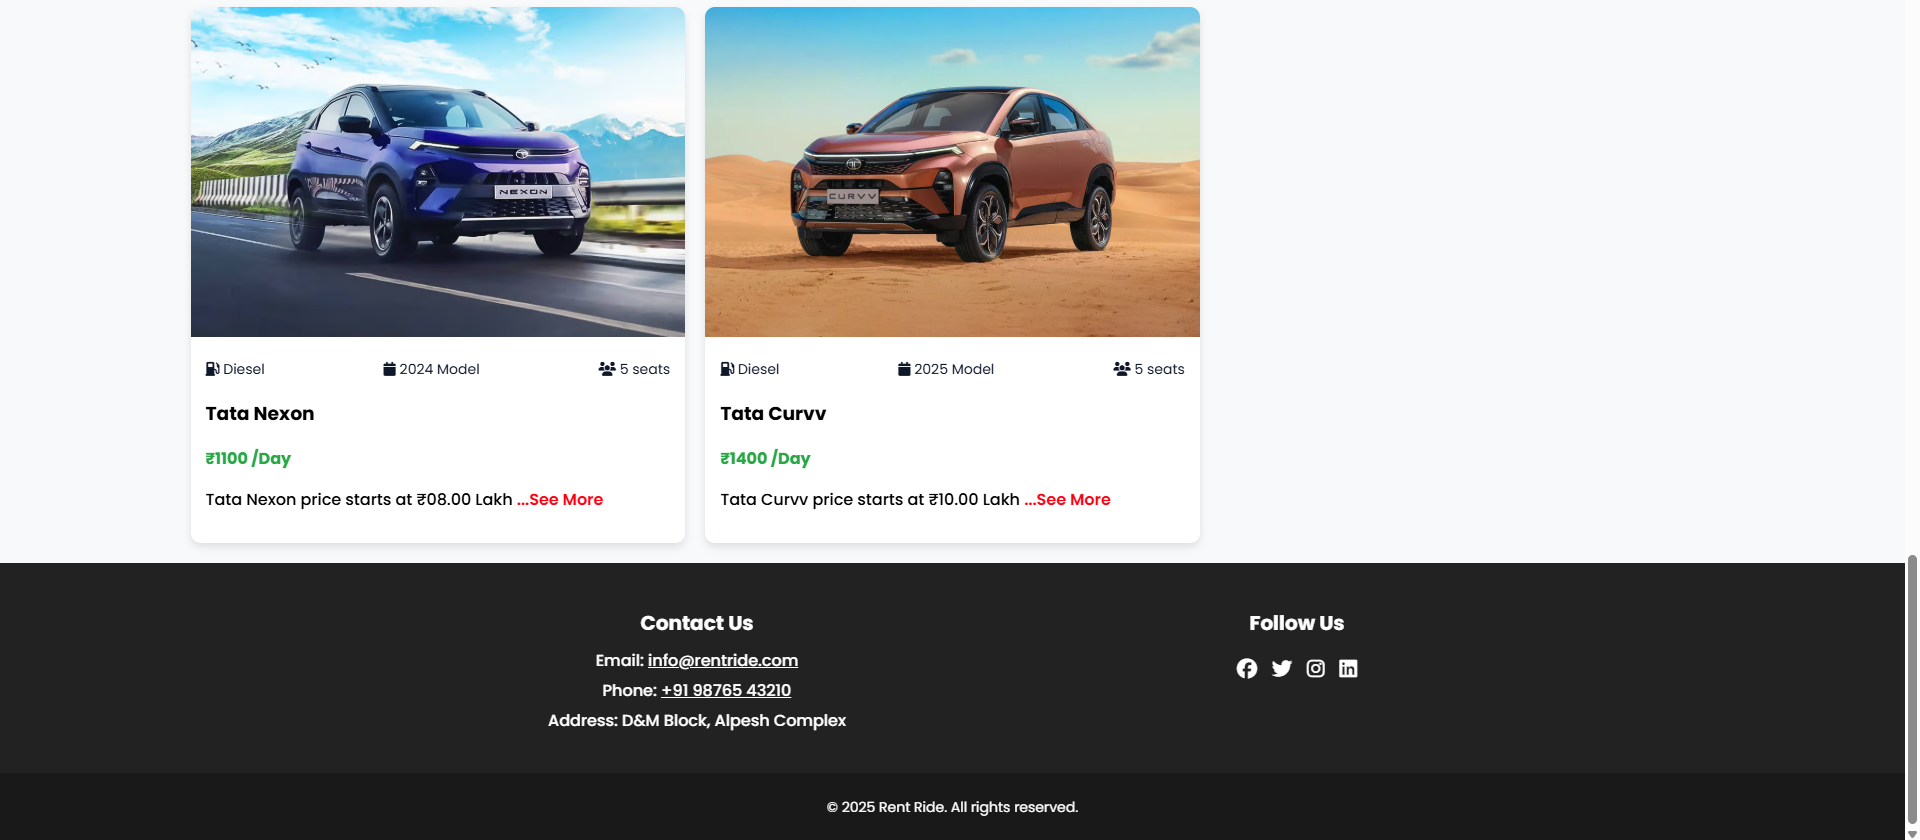 NEXON
CURVV
Diesel 2024 Model 5 seats
Diesel 2025 Model 5 seats
Tata Nexon
Tata Curvv
₹1100 /Day
₹1400 /Day
Tata Nexon price starts at ₹08.00 Lakh ...See More
Tata Curvv price starts at ₹10.00 Lakh ...See More
Contact Us
Email: info@rentride.com
Phone: +91 98765 43210
Address: D&M Block, Alpesh Complex
Follow Us
© 2025 Rent Ride. All rights reserved.